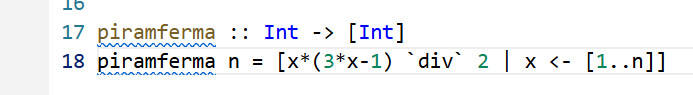 16
17 piramferma :: Int -> [Int]
18 piramferma n = [x*(3*x-1) `div` 2 | x <- [1..n]]